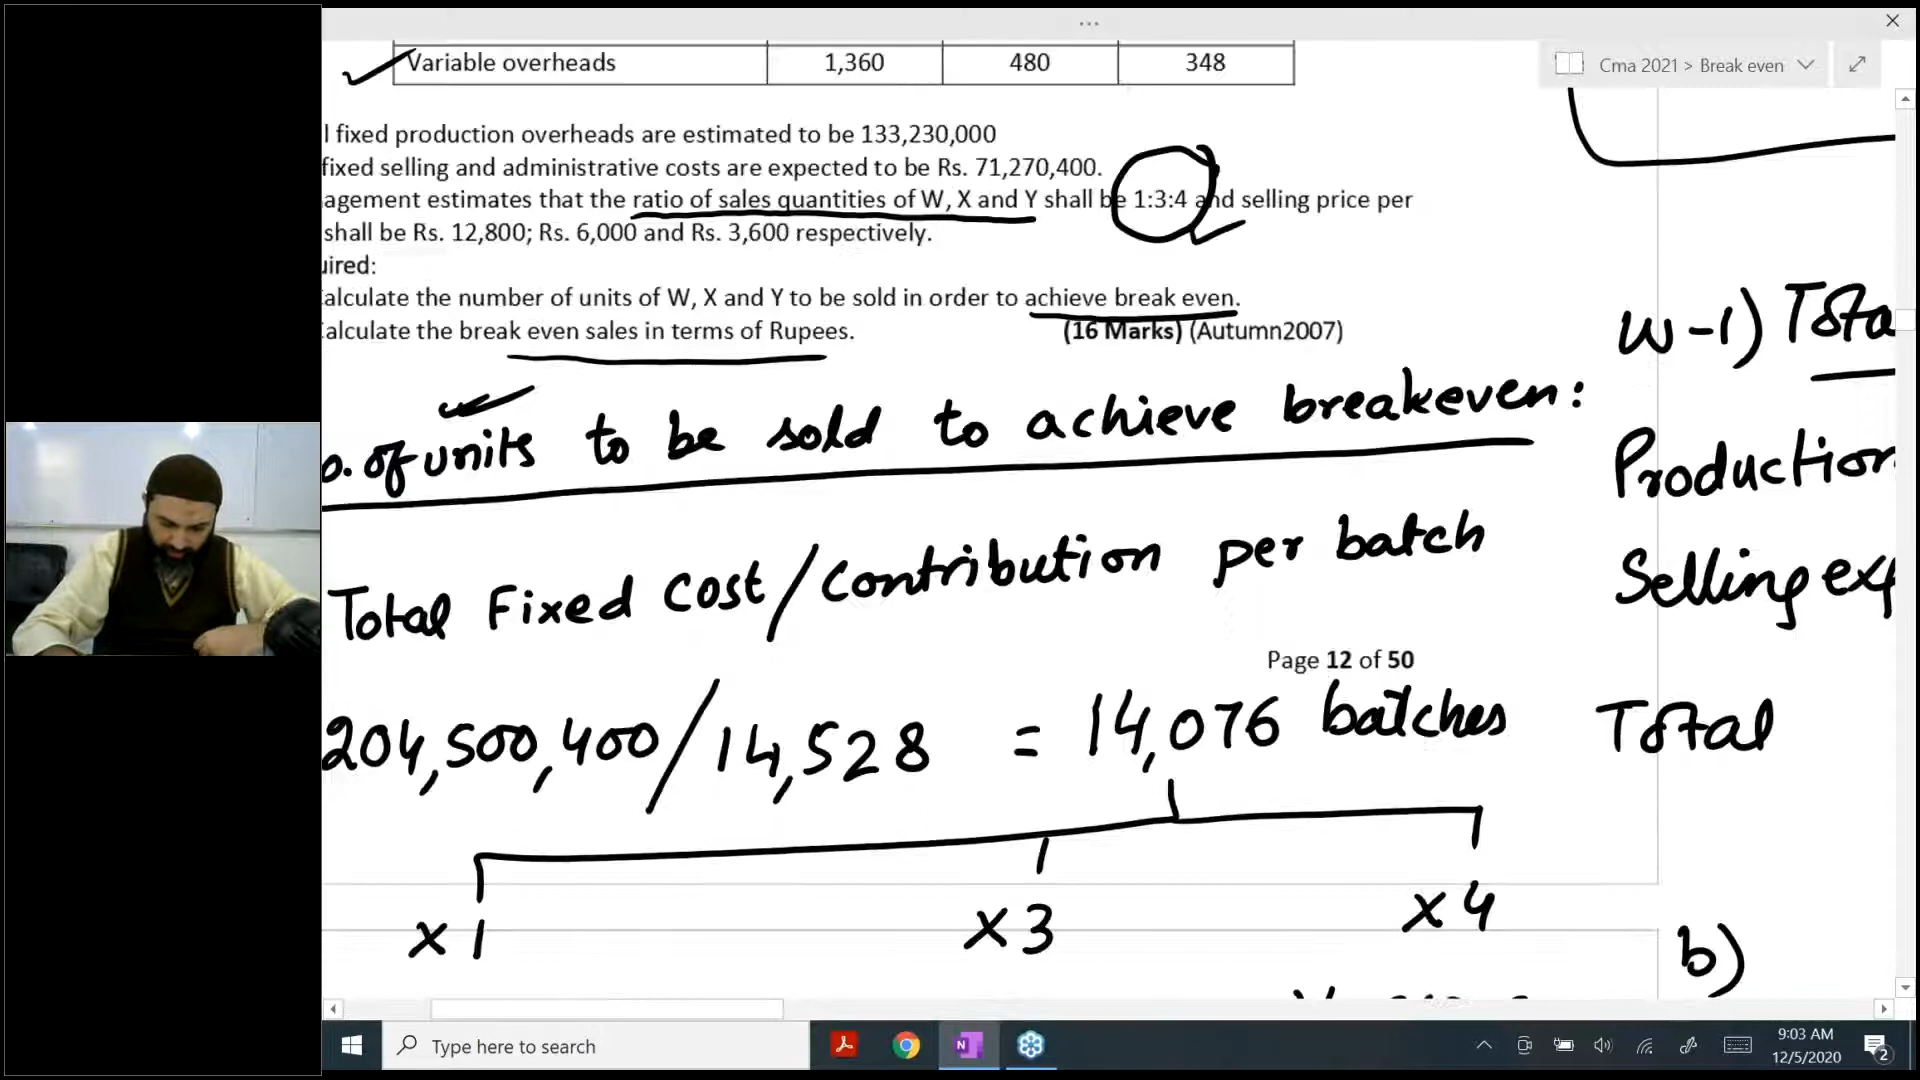 Variable overheads 1,360 480 348
Cma 2021 > Break even
l fixed production overheads are estimated to be 133,230,000
fixed selling and administrative costs are expected to be Rs. 71,270,400.
agement estimates that the ratio of sales quantities of W, X and Y shall be 1:3:4 and selling price per
shall be Rs. 12,800; Rs. 6,000 and Rs. 3,600 respectively.
uired:
alculate the number of units of W, X and Y to be sold in order to achieve break even.
alculate the break even sales in terms of Rupees. (16 Marks) (Autumn2007)
W-1) Tota
o. of units to be sold to achieve breakeven:
Production
Total Fixed Cost/Contribution per batch
Selling exp
Page 12 of 50
204,500,400/14,528 = 14,076 batches
Total
x1 x3 x4
b)
Type here to search
9:03 AM
12/5/2020
2